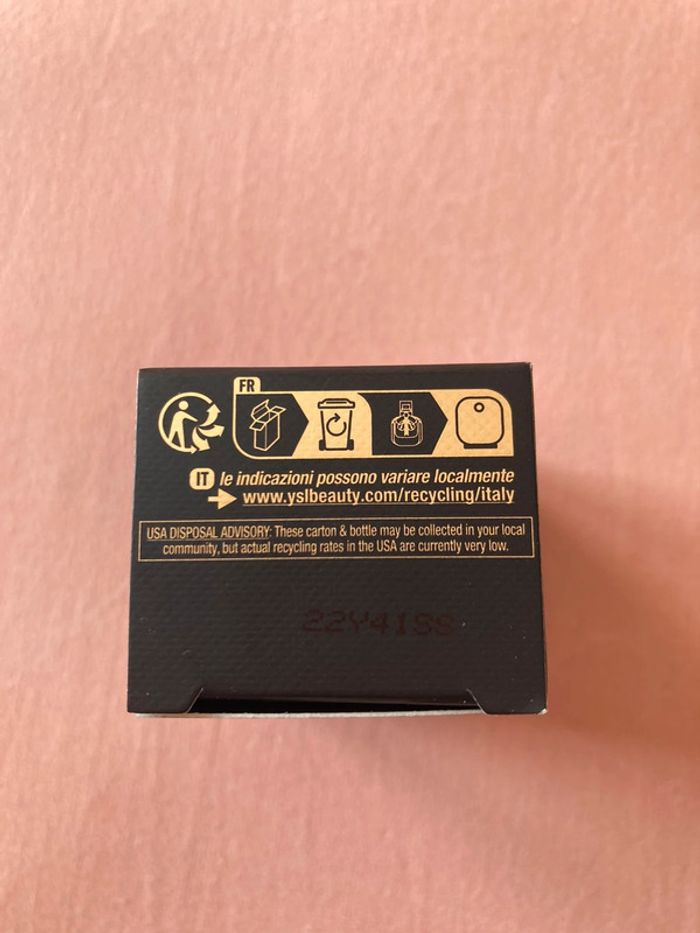 FR
IT le indicazioni possono variare localmente
www.yslbeauty.com/recycling/italy
USA DISPOSAL ADVISORY: These carton & bottle may be collected in your local
community, but actual recycling rates in the USA are currently very low.
22Y41SS